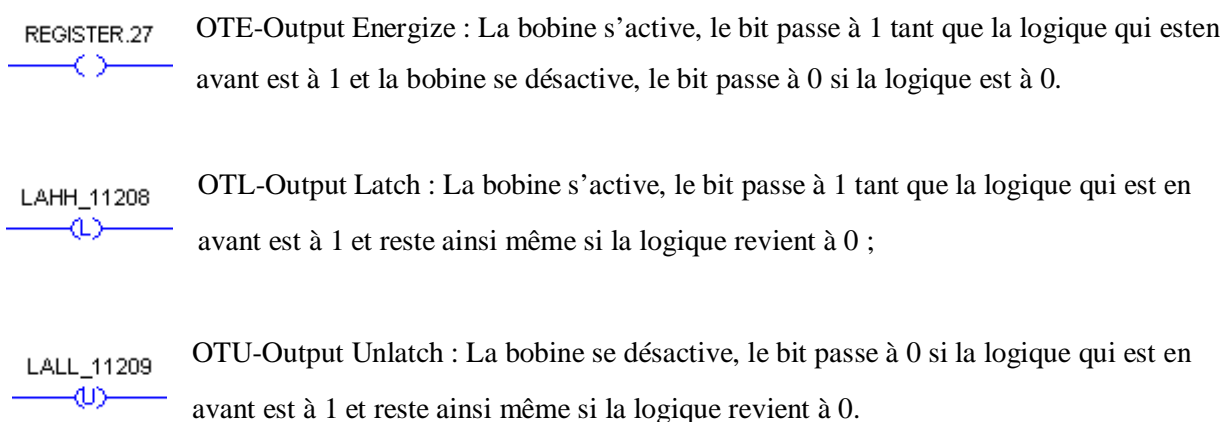 REGISTER.27
OTE-Output Energize : La bobine s’active, le bit passe à 1 tant que la logique qui esten
avant est à 1 et la bobine se désactive, le bit passe à 0 si la logique est à 0.
LAHH_11208
L
OTL-Output Latch : La bobine s’active, le bit passe à 1 tant que la logique qui est en
avant est à 1 et reste ainsi même si la logique revient à 0 ;
LALL_11209
U
OTU-Output Unlatch : La bobine se désactive, le bit passe à 0 si la logique qui est en
avant est à 1 et reste ainsi même si la logique revient à 0.